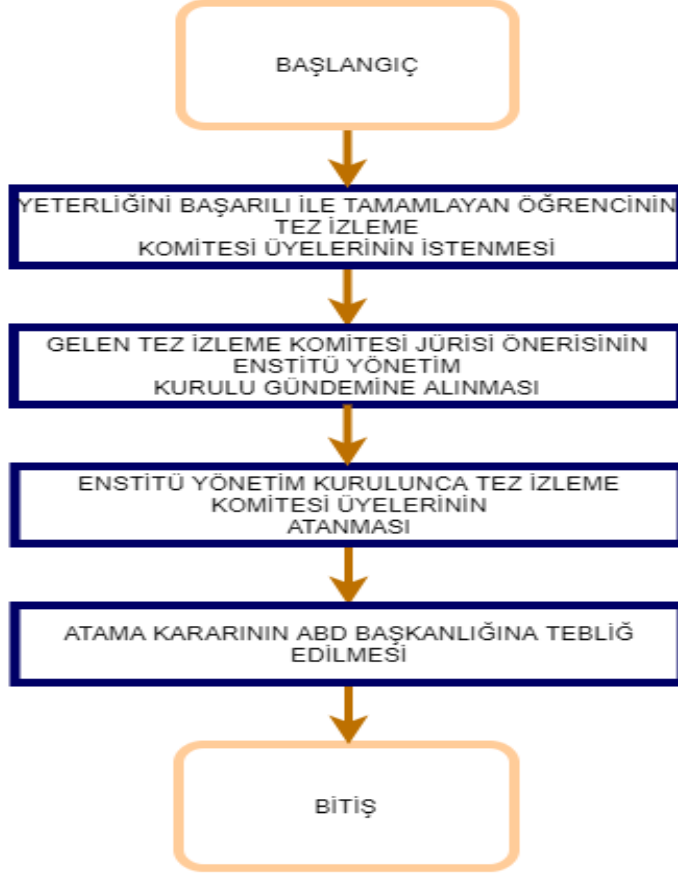 BAŞLANGIÇ
YETERLİĞİNİ BAŞARILI İLE TAMAMLAYAN ÖĞRENCİNİN
TEZ İZLEME
KOMİTESİ ÜYELERİNİN İSTENMESİ
GELEN TEZ İZLEME KOMİTESİ JÜRİSİ ÖNERİSİNİN
ENSTİTÜ YÖNETİM
KURULU GÜNDEMİNE ALINMASI
ENSTİTÜ YÖNETİM KURULUNCA TEZ İZLEME
KOMİTESİ ÜYELERİNİN
ATANMASI
ATAMA KARARININ ABD BAŞKANLIĞINA TEBLİĞ
EDİLMESİ
BİTİŞ